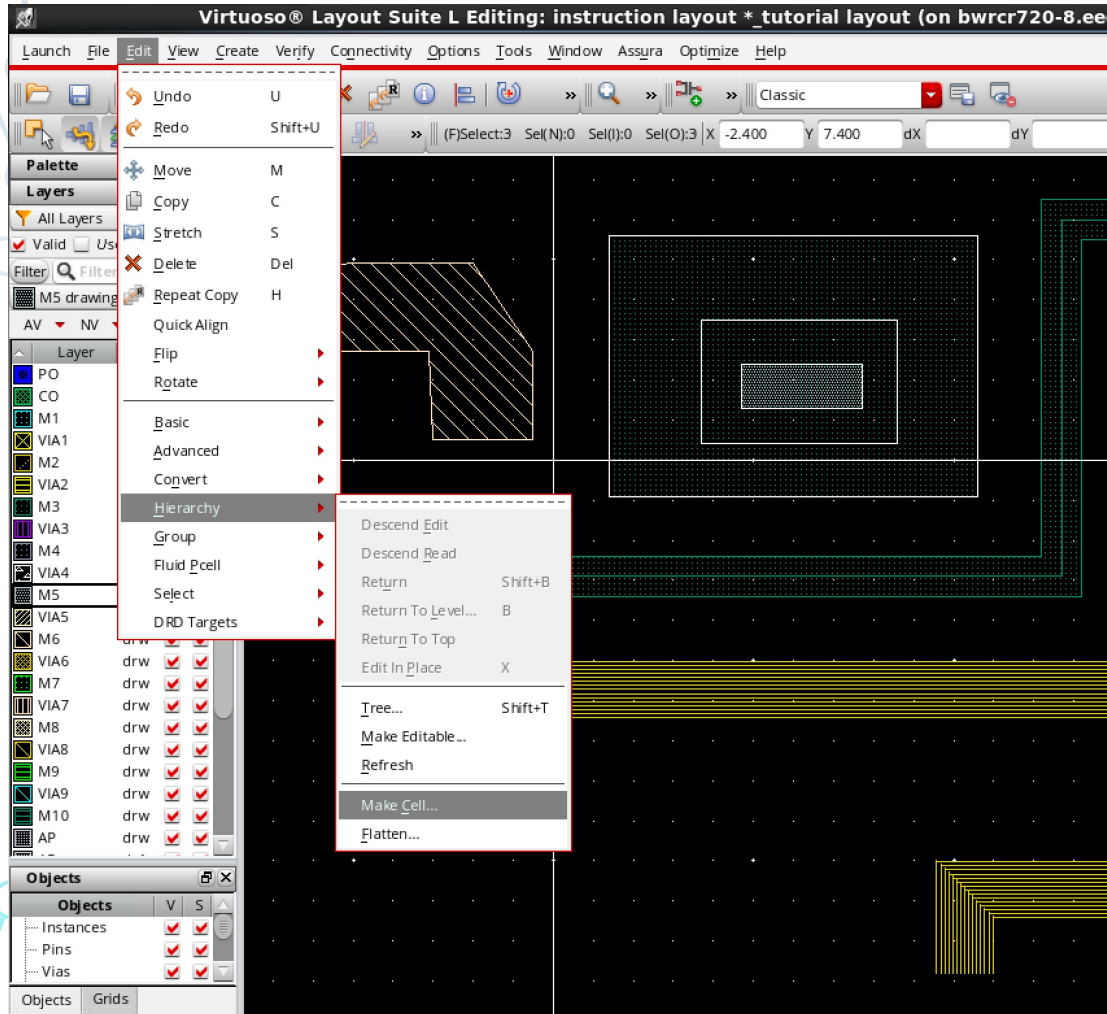 Virtuoso® Layout Suite L Editing: instruction layout *_tutorial layout (on bwrcr720-8.ee
Launch File Edit View Create Verify Connectivity Options Tools Window Assura Optimize Help
Undo U
Redo Shift+U
Move M
Copy C
Stretch S
Delete Del
Repeat Copy H
Quick Align
Flip
Rotate
Basic
Advanced
Convert
Hierarchy
Group
Fluid Pcell
Select
DRD Targets
Descend Edit
Descend Read
Return Shift+B
Return To Level... B
Return To Top
Edit In Place X
Tree... Shift+T
Make Editable...
Refresh
Make Cell...
Flatten...
» » » Classic
» (F)Select:3 Sel(N):0 Sel(I):0 Sel(O):3 X -2.400 Y 7.400 dX dY
Palette
Layers
All Layers
Valid Us
Filter Filter
M5 drawing
AV NV
Layer
PO
CO
M1
VIA1
M2
VIA2
M3
VIA3
M4
VIA4
M5
VIA5
M6 drw
VIA6 drw
M7 drw
VIA7 drw
M8 drw
VIA8 drw
M9 drw
VIA9 drw
M10 drw
AP drw
Objects
Objects V S
Instances
Pins
Vias
Objects Grids